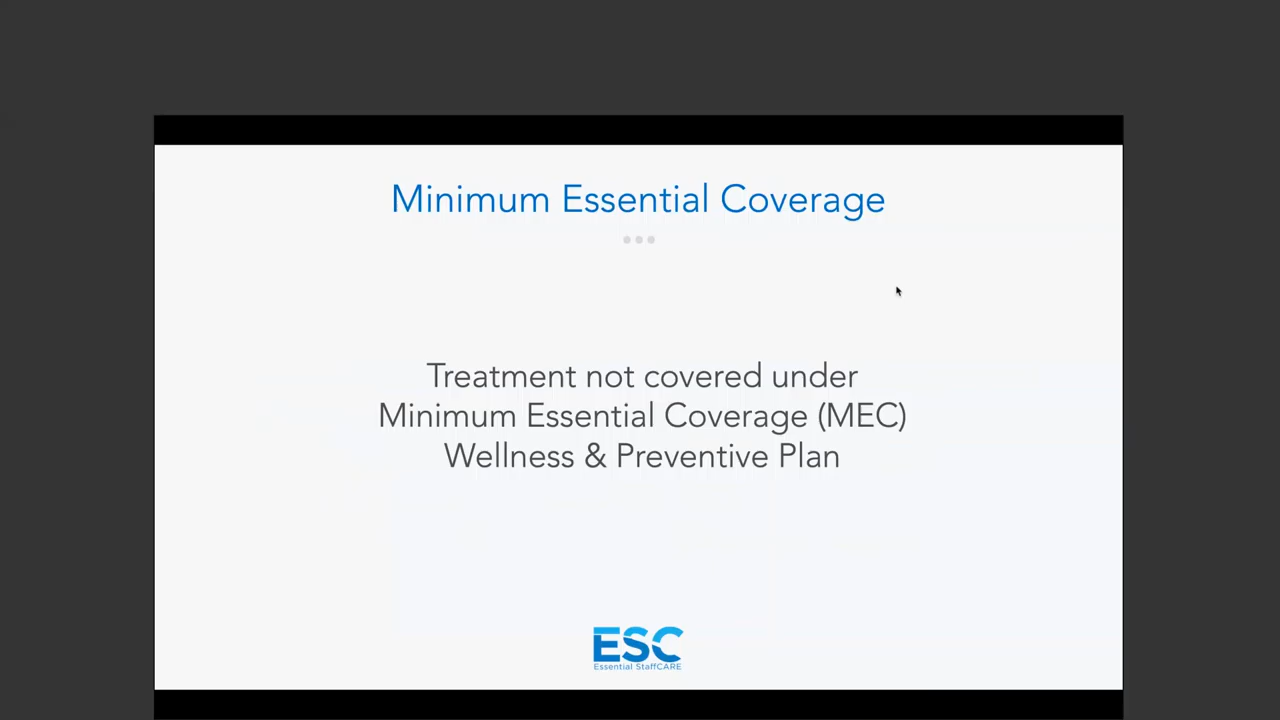 Minimum Essential Coverage
Treatment not covered under
Minimum Essential Coverage (MEC)
Wellness & Preventive Plan
ESC
Essential StaffCARE